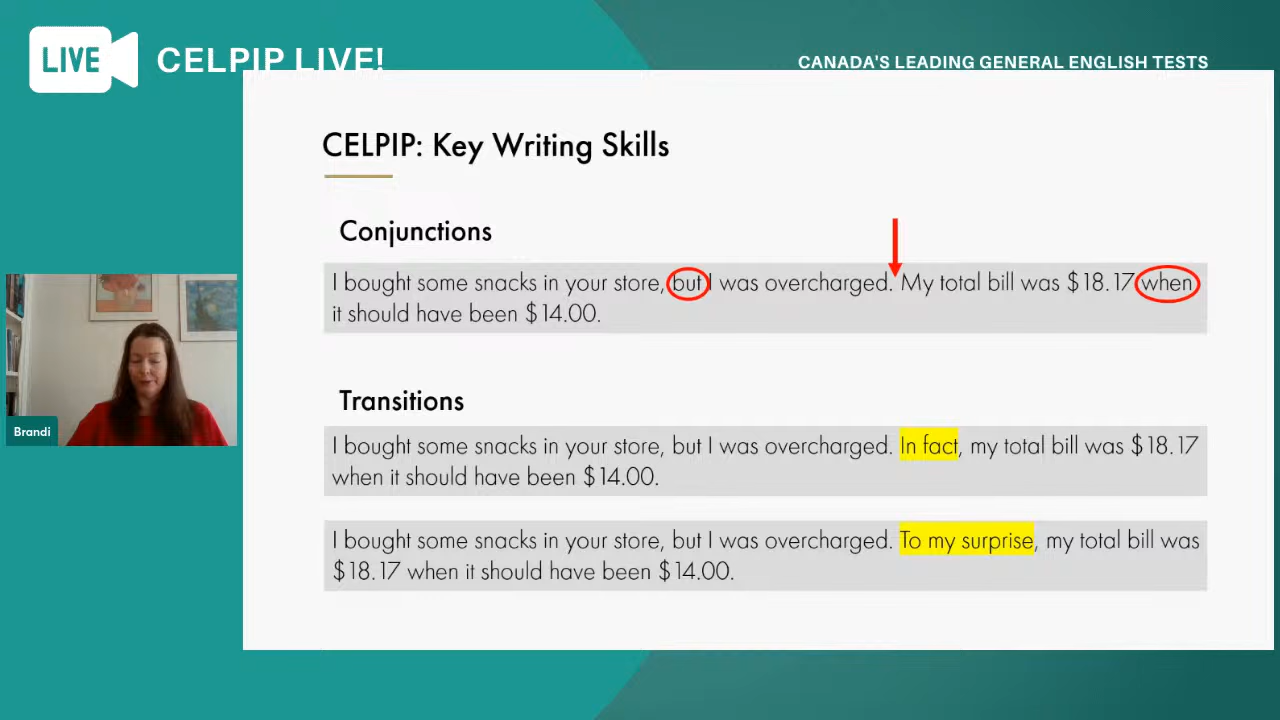 LIVE CELPIP LIVE!
CANADA'S LEADING GENERAL ENGLISH TESTS
CELPIP: Key Writing Skills
Conjunctions
I bought some snacks in your store, but I was overcharged. My total bill was $18.17 when
it should have been $14.00.
Transitions
I bought some snacks in your store, but I was overcharged. In fact, my total bill was $18.17
when it should have been $14.00.
Brandi
I bought some snacks in your store, but I was overcharged. To my surprise, my total bill was
$18.17 when it should have been $14.00.